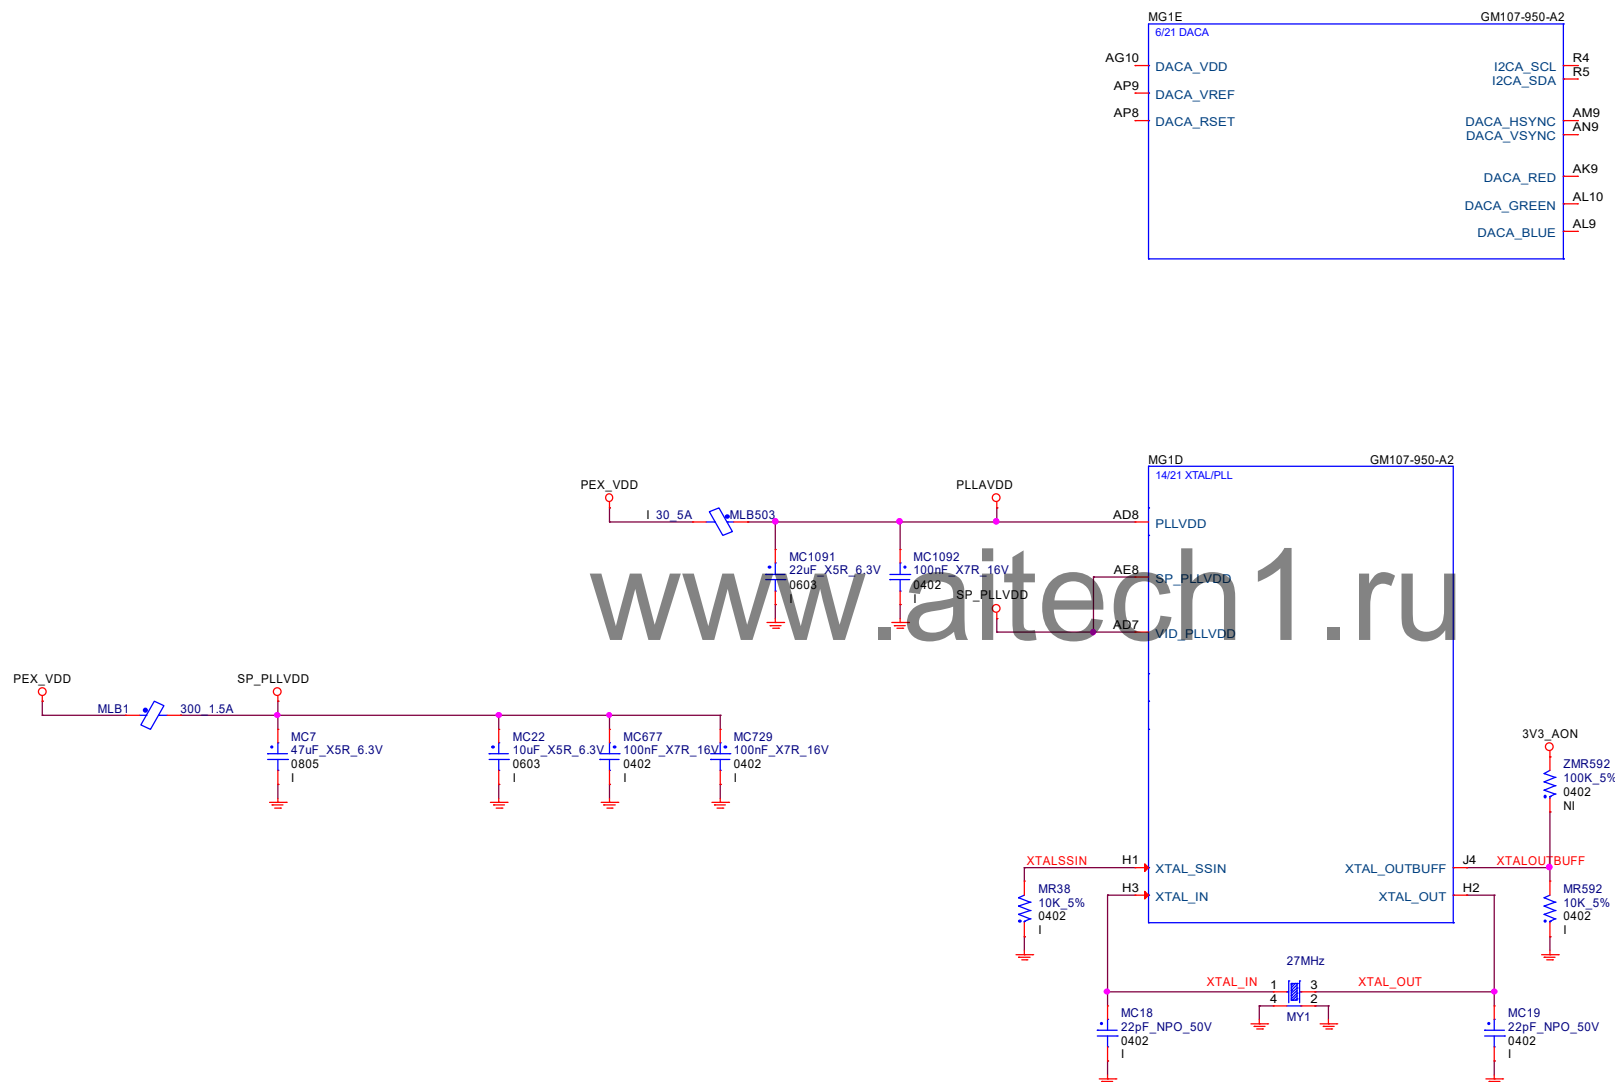 MG1E GM107-950-A2
6/21 DACA
AG10 DACA_VDD I2CA_SCL R4
I2CA_SDA R5
AP9 DACA_VREF
AP8 DACA_RSET DACA_HSYNC AM9
DACA_VSYNC AN9
DACA_RED AK9
DACA_GREEN AL10
DACA_BLUE AL9
MG1D GM107-950-A2
14/21 XTAL/PLL
PEX_VDD PLLAVDD
I 30_5A MLB503 AD8 PLLVDD
MC1091
22uF_X5R_6.3V
0603
I
MC1092
100nF_X7R_16V
0402
I
AE8 SP_PLLVDD
SP_PLLVDD
AD7 VID_PLLVDD
www.aitech1.ru
PEX_VDD SP_PLLVDD
MLB1 300_1.5A
MC7
47uF_X5R_6.3V
0805
I
MC22
10uF_X5R_6.3V
0603
I
MC677
100nF_X7R_16V
0402
I
MC729
100nF_X7R_16V
0402
I
3V3_AON
ZMR592
100K_5%
0402
NI
XTALSSIN H1 XTAL_SSIN XTAL_OUTBUFF J4 XTALOUTBUFF
H3 XTAL_IN XTAL_OUT H2
MR38
10K_5%
0402
I
MR592
10K_5%
0402
I
27MHz
XTAL_IN 1 3 XTAL_OUT
4 2
MY1
MC18
22pF_NPO_50V
0402
I
MC19
22pF_NPO_50V
0402
I